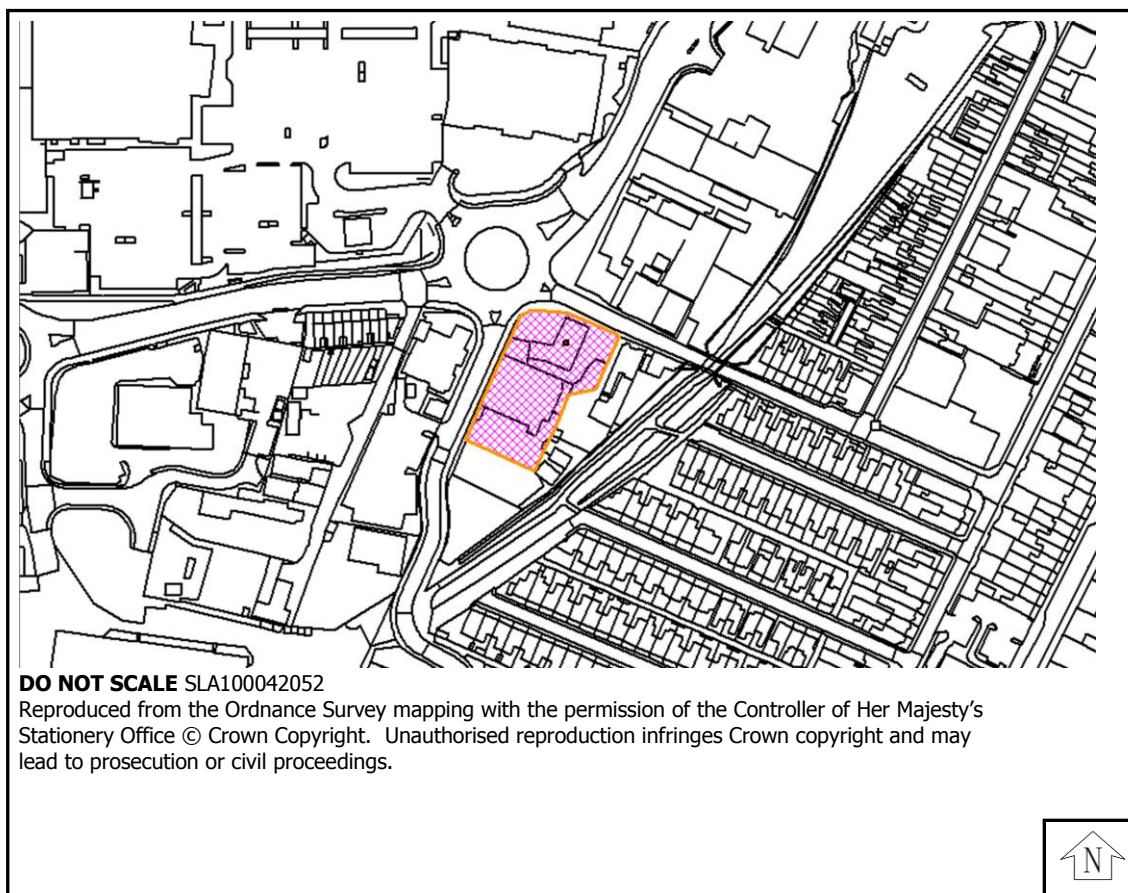 DO NOT SCALE SLA100042052
Reproduced from the Ordnance Survey mapping with the permission of the Controller of Her Majesty’s
Stationery Office © Crown Copyright.  Unauthorised reproduction infringes Crown copyright and may
lead to prosecution or civil proceedings.
N